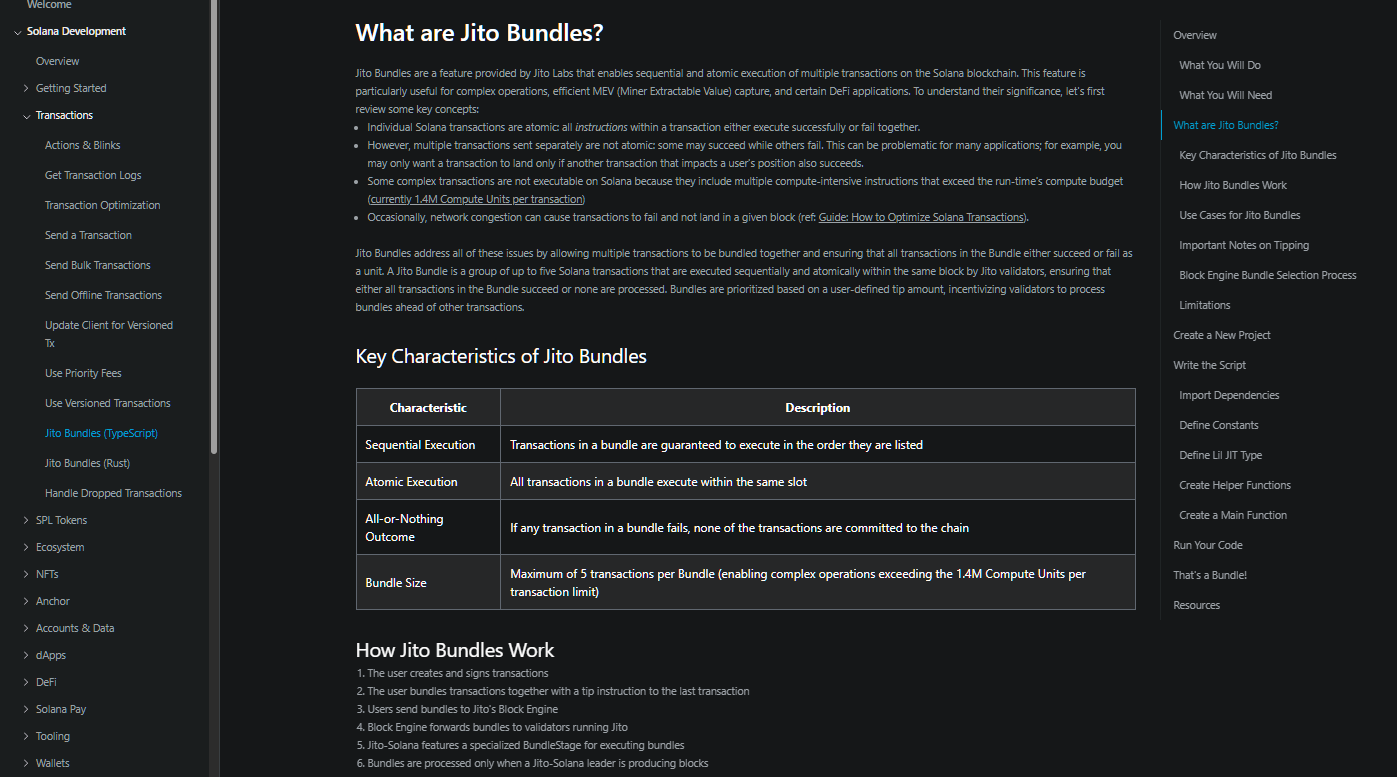 Welcome
Solana Development
Overview
Getting Started
Transactions
Actions & Blinks
Get Transaction Logs
Transaction Optimization
Send a Transaction
Send Bulk Transactions
Send Offline Transactions
Update Client for Versioned
Tx
Use Priority Fees
Use Versioned Transactions
Jito Bundles (TypeScript)
Jito Bundles (Rust)
Handle Dropped Transactions
SPL Tokens
Ecosystem
NFTs
Anchor
Accounts & Data
dApps
DeFi
Solana Pay
Tooling
Wallets
What are Jito Bundles?
Jito Bundles are a feature provided by Jito Labs that enables sequential and atomic execution of multiple transactions on the Solana blockchain. This feature is
particularly useful for complex operations, efficient MEV (Miner Extractable Value) capture, and certain DeFi applications. To understand their significance, let's first
review some key concepts:
• Individual Solana transactions are atomic: all instructions within a transaction either execute successfully or fail together.
• However, multiple transactions sent separately are not atomic: some may succeed while others fail. This can be problematic for many applications; for example, you
may only want a transaction to land only if another transaction that impacts a user's position also succeeds.
• Some complex transactions are not executable on Solana because they include multiple compute-intensive instructions that exceed the run-time's compute budget
(currently 1.4M Compute Units per transaction)
• Occasionally, network congestion can cause transactions to fail and not land in a given block (ref: Guide: How to Optimize Solana Transactions).
Jito Bundles address all of these issues by allowing multiple transactions to be bundled together and ensuring that all transactions in the Bundle either succeed or fail as
a unit. A Jito Bundle is a group of up to five Solana transactions that are executed sequentially and atomically within the same block by Jito validators, ensuring that
either all transactions in the Bundle succeed or none are processed. Bundles are prioritized based on a user-defined tip amount, incentivizing validators to process
bundles ahead of other transactions.
Key Characteristics of Jito Bundles
Characteristic Description
Sequential Execution Transactions in a bundle are guaranteed to execute in the order they are listed
Atomic Execution All transactions in a bundle execute within the same slot
All-or-Nothing
Outcome
If any transaction in a bundle fails, none of the transactions are committed to the chain
Bundle Size
Maximum of 5 transactions per Bundle (enabling complex operations exceeding the 1.4M Compute Units per
transaction limit)
How Jito Bundles Work
1. The user creates and signs transactions
2. The user bundles transactions together with a tip instruction to the last transaction
3. Users send bundles to Jito's Block Engine
4. Block Engine forwards bundles to validators running Jito
5. Jito-Solana features a specialized BundleStage for executing bundles
6. Bundles are processed only when a Jito-Solana leader is producing blocks
Overview
What You Will Do
What You Will Need
What are Jito Bundles?
Key Characteristics of Jito Bundles
How Jito Bundles Work
Use Cases for Jito Bundles
Important Notes on Tipping
Block Engine Bundle Selection Process
Limitations
Create a New Project
Write the Script
Import Dependencies
Define Constants
Define Lil JIT Type
Create Helper Functions
Create a Main Function
Run Your Code
That's a Bundle!
Resources